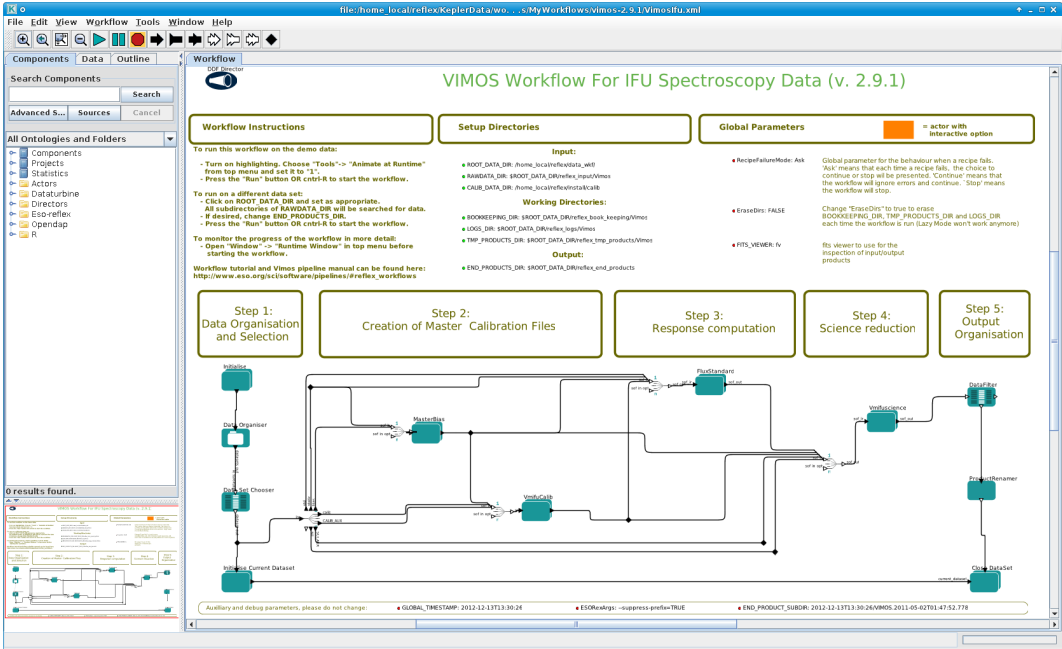 file:/home_local/reflex/KeplerData/wo. . .s/MyWorkflows/vimos-2.9.1/VimosIfu.xml
File Edit View Workflow Tools Window Help
Components Data Outline
Workflow
Search Components
Search
Advanced S... Sources Cancel
All Ontologies and Folders
Components
Projects
Statistics
Actors
Dataturbine
Directors
Eso-reflex
Opendap
R
0 results found.
DDF Director
VIMOS Workflow For IFU Spectroscopy Data (v. 2.9.1)
Workflow Instructions
To run this workflow on the demo data:
- Turn on highlighting. Choose "Tools"-> "Animate at Runtime"
from top menu and set it to "1".
- Press the "Run" button OR cntrl-R to start the workflow.
To run on a different data set:
- Click on ROOT_DATA_DIR and set as appropriate.
All subdirectories of RAWDATA_DIR will be searched for data.
- If desired, change END_PRODUCTS_DIR.
- Press the "Run" button OR cntrl-R to start the workflow.
To monitor the progress of the workflow in more detail:
- Open "Window" -> "Runtime Window" in top menu before
starting the workflow.
Workflow tutorial and Vimos pipeline manual can be found here:
http://www.eso.org/sci/software/pipelines/#reflex_workflows
Setup Directories
Input:
ROOT_DATA_DIR: /home_local/reflex/data_wkf/
RAWDATA_DIR: $ROOT_DATA_DIR/reflex_input/Vimos
CALIB_DATA_DIR: /home_local/reflex/install/calib
Working Directories:
BOOKKEEPING_DIR: $ROOT_DATA_DIR/reflex_book_keeping/Vimos
LOGS_DIR: $ROOT_DATA_DIR/reflex_logs/Vimos
TMP_PRODUCTS_DIR: $ROOT_DATA_DIR/reflex_tmp_products/Vimos
Output:
END_PRODUCTS_DIR: $ROOT_DATA_DIR/reflex_end_products
Global Parameters
= actor with
interactive option
RecipeFailureMode: Ask
Global parameter for the behaviour when a recipe fails.
'Ask' means that each time a recipe fails, the choice to
continue or stop wil be presented. 'Continue' means that
the workflow will ignore errors and continue. `Stop' means
the workflow will stop.
EraseDirs: FALSE
Change "EraseDirs" to true to erase
BOOKKEEPING_DIR, TMP_PRODUCTS_DIR and LOGS_DIR
each time the workflow is run (Lazy Mode won't work anymore)
FITS_VIEWER: fv
fits viewer to use for the
inspection of input/output
products
Step 1:
Data Organisation
and Selection
Step 2:
Creation of Master Calibration Files
Step 3:
Response computation
Step 4:
Science reduction
Step 5:
Output
Organisation
Initialise
Data Organiser
Data Set Chooser
Initialise Current Dataset
MasterBias
VmifuCalib
FluxStandard
Vmifuscience
DataFilter
ProductRenamer
Close DataSet
CALIB_AUX
current_dataset
Auxiliary and debug parameters, please do not change:
GLOBAL_TIMESTAMP: 2012-12-13T13:30:26
ESORexArgs: --suppress-prefix=TRUE
END_PRODUCT_SUBDIR: 2012-12-13T13:30:26/VIMOS.2011-05-02T01:47:52.778